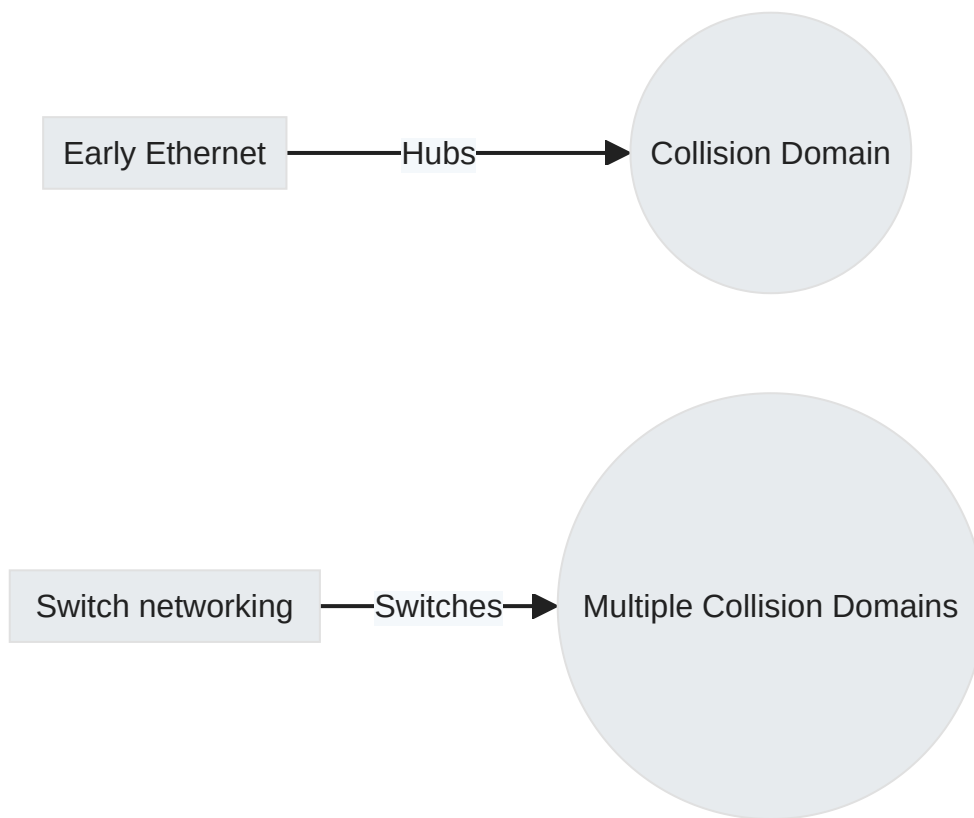 Early Ethernet
Hubs
Collision Domain
Switch networking
Switches
Multiple Collision Domains